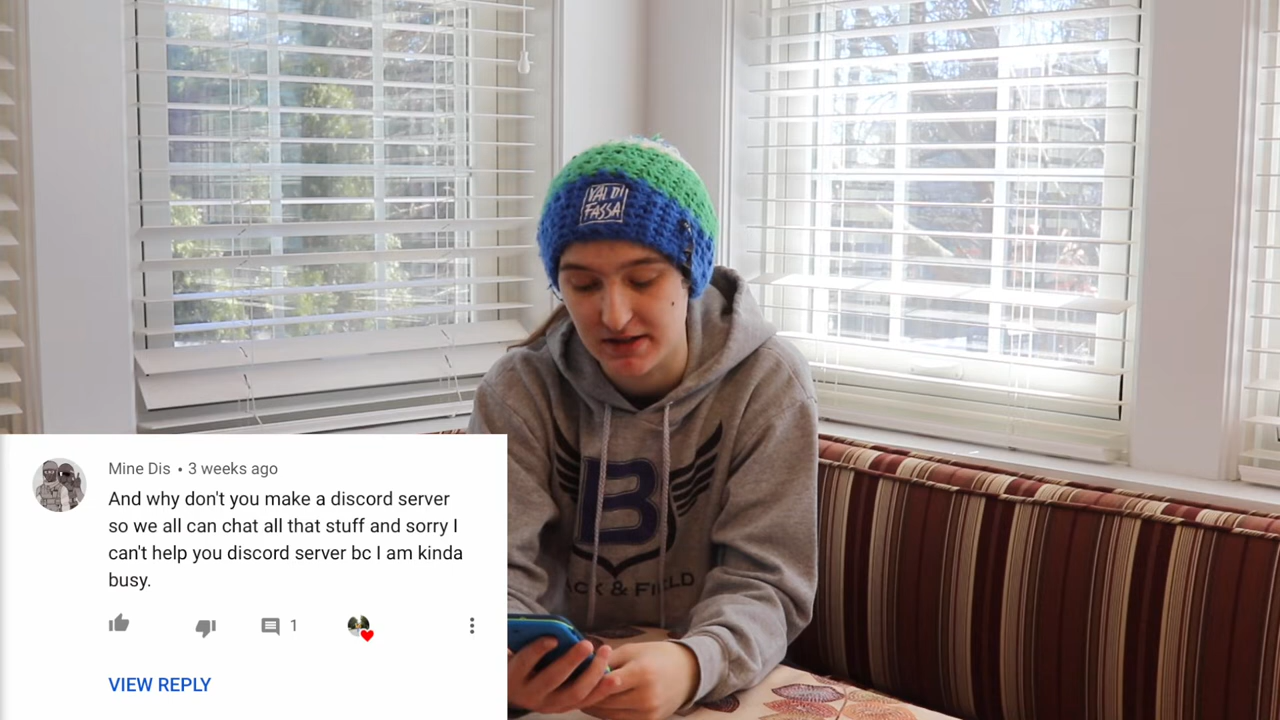 VAL DI
FASSA
B
CK & FIELD
Mine Dis • 3 weeks ago
And why don't you make a discord server
so we all can chat all that stuff and sorry I
can't help you discord server bc I am kinda
busy.
1
VIEW REPLY